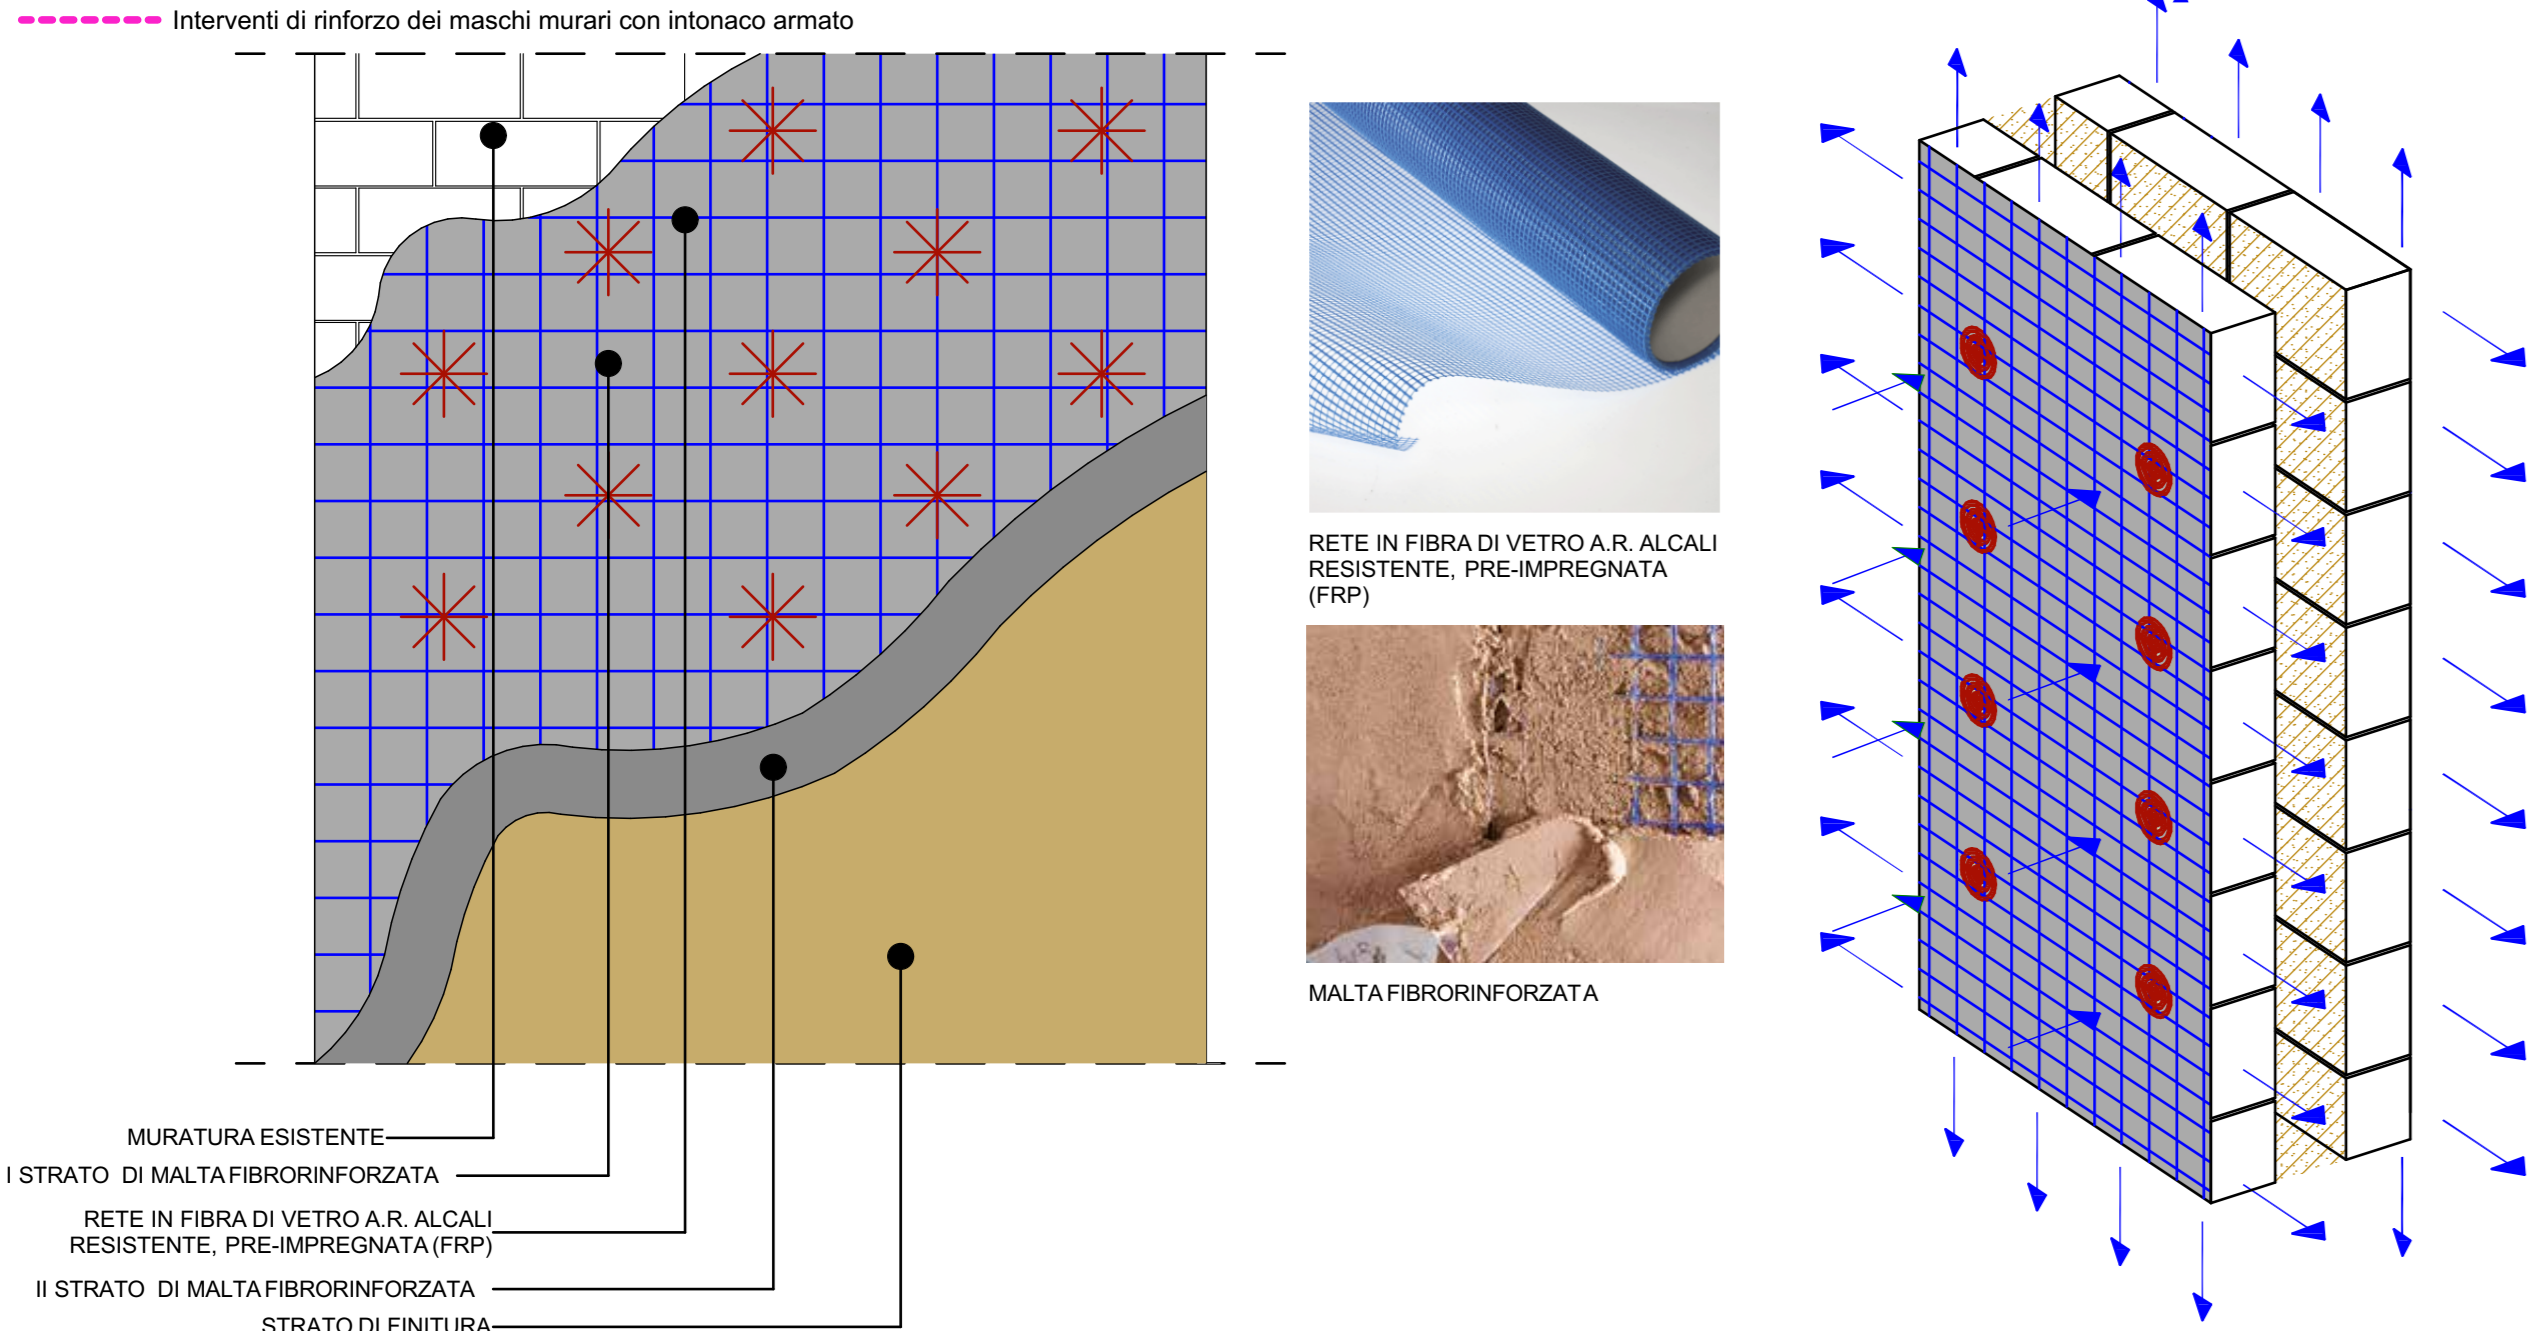 Interventi di rinforzo dei maschi murari con intonaco armato
RETE IN FIBRA DI VETRO A.R. ALCALI
RESISTENTE, PRE-IMPREGNATA
(FRP)
MALTA FIBRORINFORZATA
MURATURA ESISTENTE
I STRATO DI MALTA FIBRORINFORZATA
RETE IN FIBRA DI VETRO A.R. ALCALI
RESISTENTE, PRE-IMPREGNATA (FRP)
II STRATO DI MALTA FIBRORINFORZATA
STRATO DI FINITURA